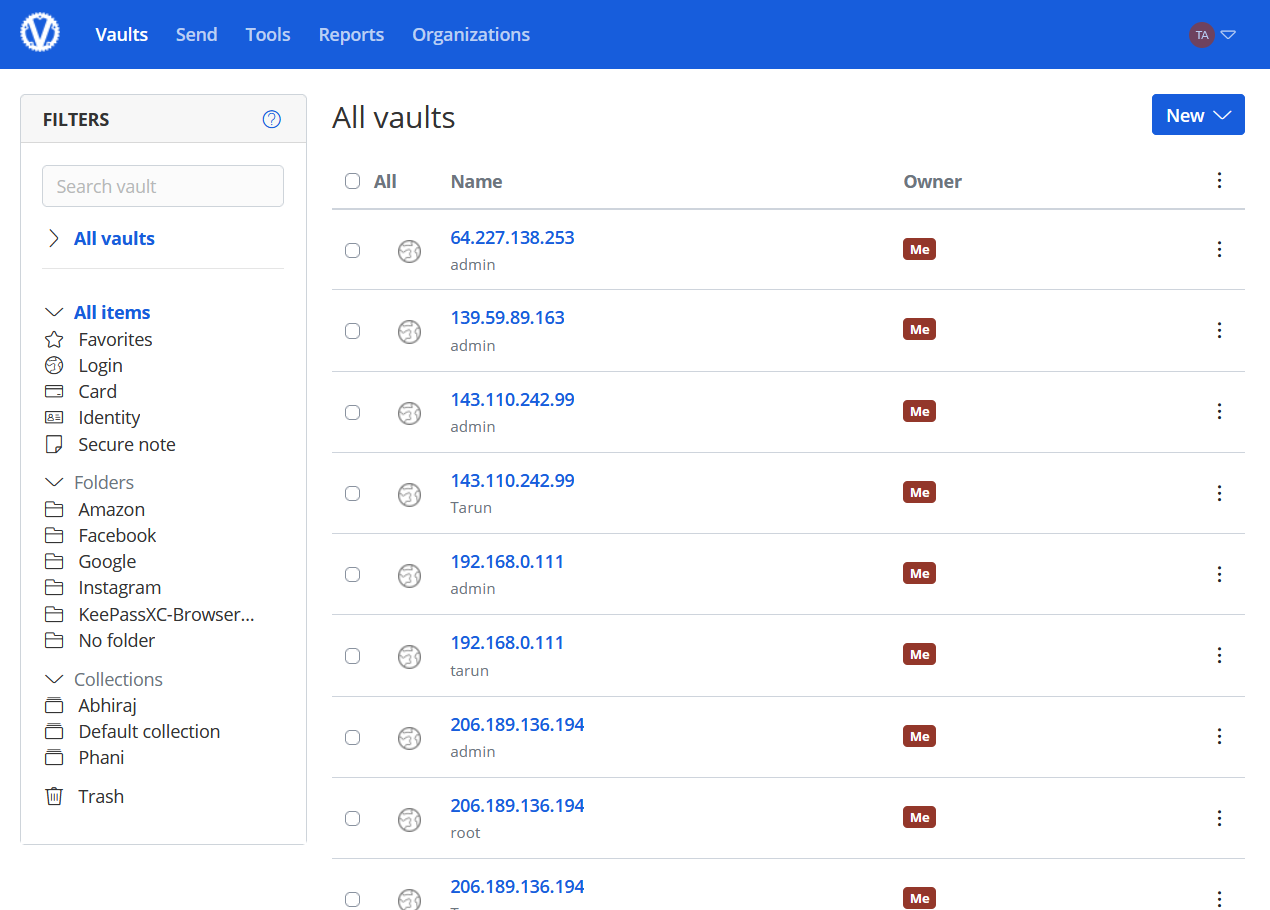 Vaults Send Tools Reports Organizations TA
FILTERS
Search vault
All vaults
All items
Favorites
Login
Card
Identity
Secure note
Folders
Amazon
Facebook
Google
Instagram
KeePassXC-Browser...
No folder
Collections
Abhiraj
Default collection
Phani
Trash
All vaults
New
All Name Owner
64.227.138.253 Me
admin
139.59.89.163 Me
admin
143.110.242.99 Me
admin
143.110.242.99 Me
Tarun
192.168.0.111 Me
admin
192.168.0.111 Me
tarun
206.189.136.194 Me
admin
206.189.136.194 Me
root
206.189.136.194 Me